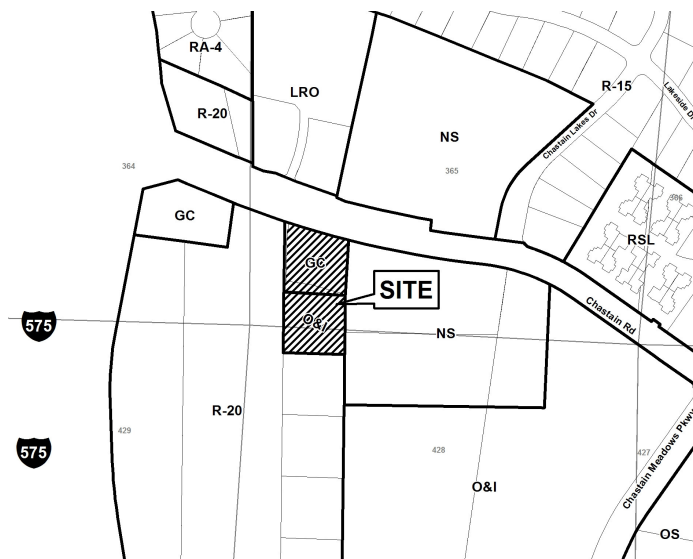 RA-4
LRO
R-15
Lakeside Dr
R-20
NS
Chastain Lakes Dr
364
365
366
GC
RSL
GC
SITE
O&I
Chastain Rd
575
NS
R-20
429
428
427
575
Chastain Meadows Pkwy
O&I
OS